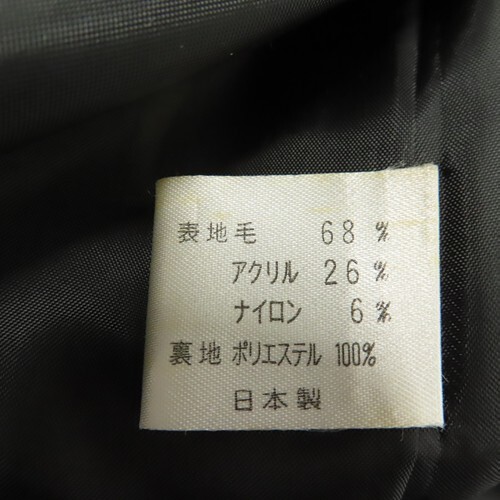 表地毛 68%
アクリル 26%
ナイロン 6%
裏地 ポリエステル 100%
日本製